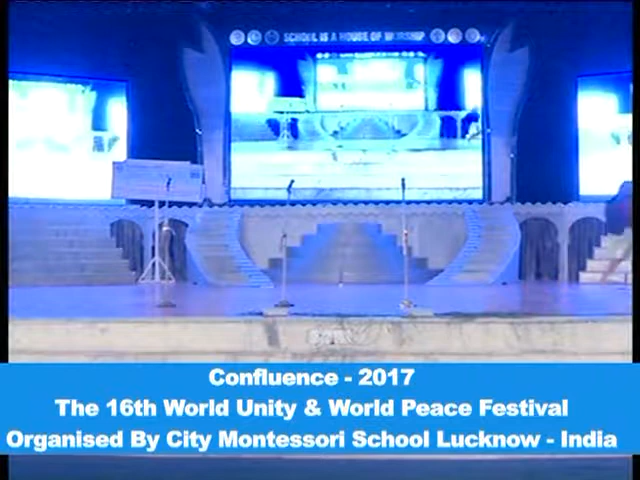 SCHOOL IS A HOUSE OF WORSHIP
Confluence - 2017
The 16th World Unity & World Peace Festival
Organised By City Montessori School Lucknow - India